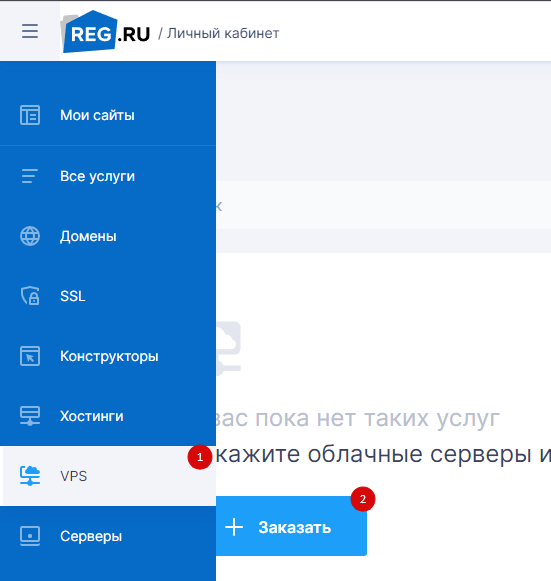 REG.RU / Личный кабинет
Мои сайты
Все услуги
Домены
SSL
Конструкторы
Хостинги
вас пока нет таких услуг
кажите облачные серверы и
1
VPS
2
Заказать
Серверы